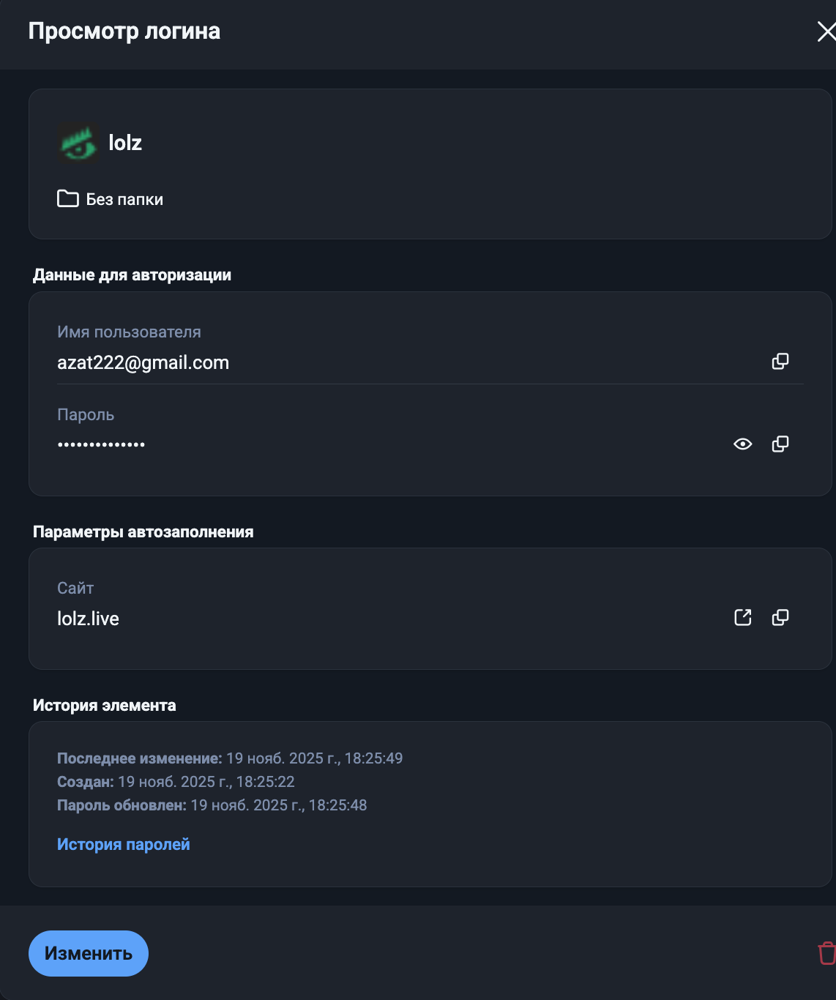 Просмотр логина
lolz
Без папки
Данные для авторизации
Имя пользователя
azat222@gmail.com
Пароль
••••••••••••••
Параметры автозаполнения
Сайт
lolz.live
История элемента
Последнее изменение: 19 нояб. 2025 г., 18:25:49
Создан: 19 нояб. 2025 г., 18:25:22
Пароль обновлен: 19 нояб. 2025 г., 18:25:48
История паролей
Изменить